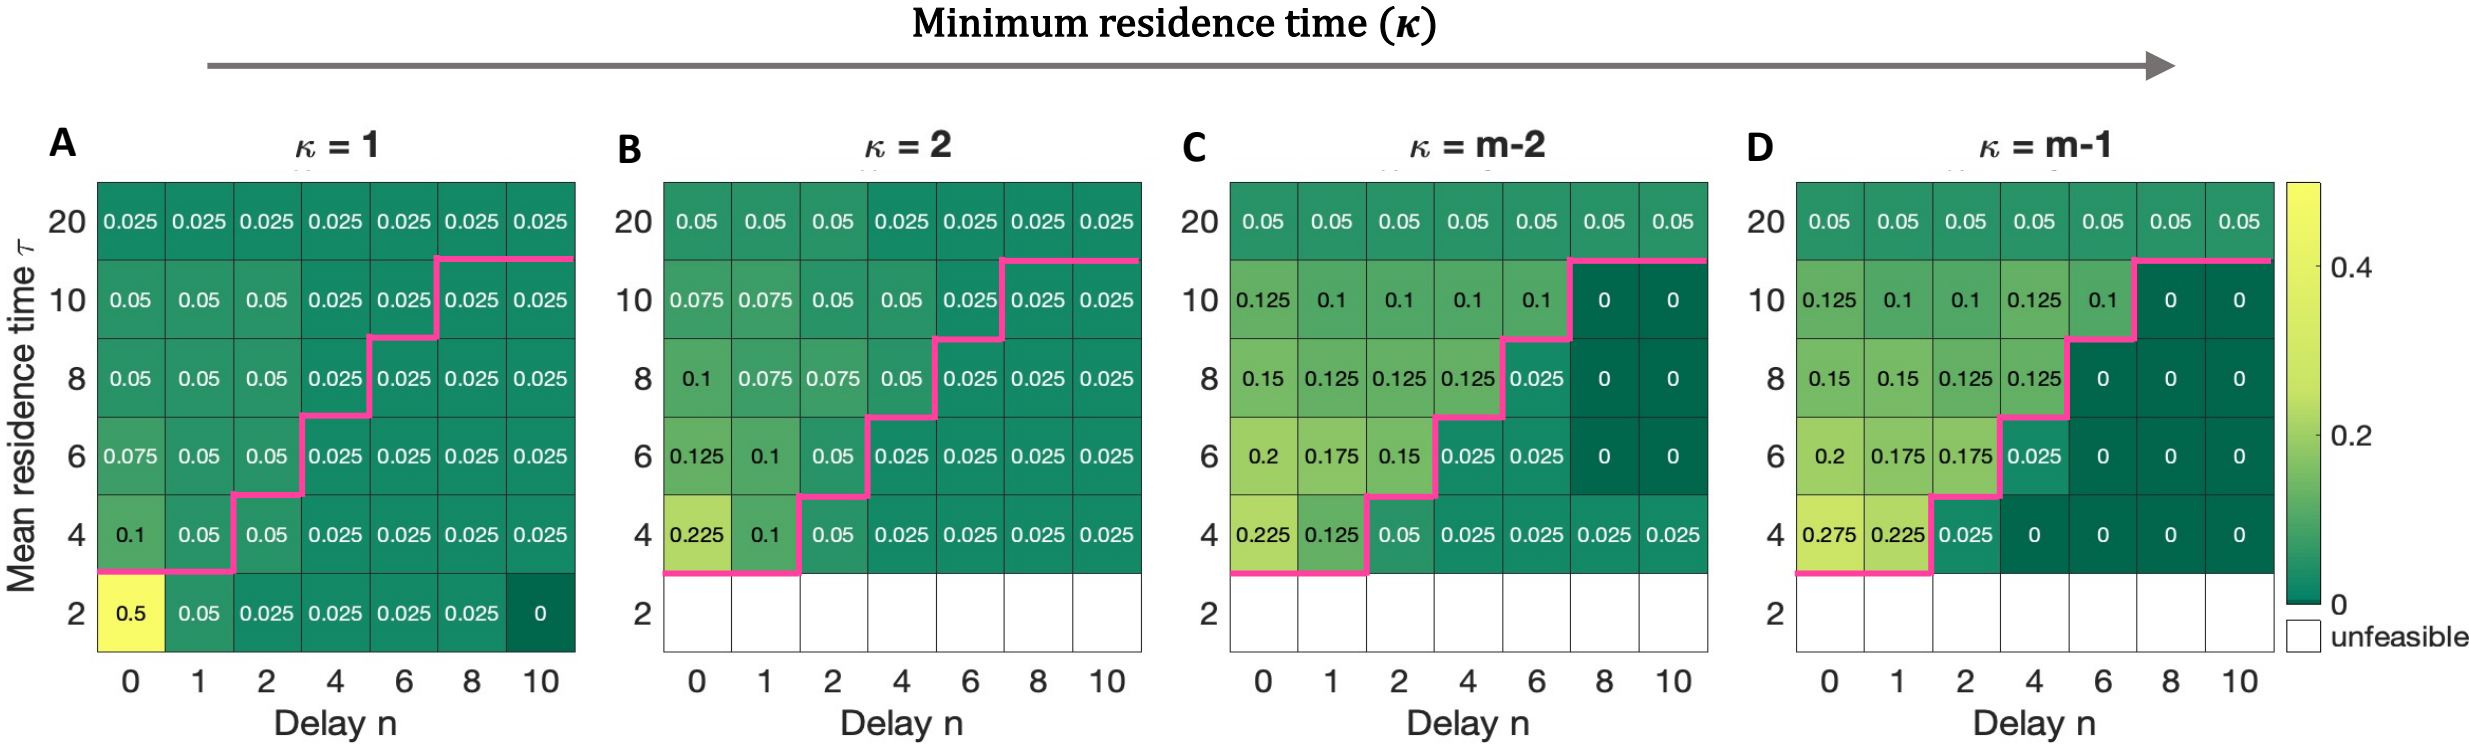 Minimum residence time (κ)
A κ = 1
B κ = 2
C κ = m-2
D κ = m-1
Mean residence time τ
20 0.025 0.025 0.025 0.025 0.025 0.025 0.025
10 0.05 0.05 0.05 0.025 0.025 0.025 0.025
8 0.05 0.05 0.05 0.025 0.025 0.025 0.025
6 0.075 0.05 0.05 0.025 0.025 0.025 0.025
4 0.1 0.05 0.05 0.025 0.025 0.025 0.025
2 0.5 0.05 0.025 0.025 0.025 0.025 0
0 1 2 4 6 8 10
Delay n
20 0.05 0.05 0.05 0.025 0.025 0.025 0.025
10 0.075 0.075 0.05 0.05 0.025 0.025 0.025
8 0.1 0.075 0.075 0.05 0.025 0.025 0.025
6 0.125 0.1 0.05 0.025 0.025 0.025 0.025
4 0.225 0.1 0.05 0.025 0.025 0.025 0.025
2
0 1 2 4 6 8 10
Delay n
20 0.05 0.05 0.05 0.05 0.05 0.05 0.05
10 0.125 0.1 0.1 0.1 0.1 0 0
8 0.15 0.125 0.125 0.125 0.025 0 0
6 0.2 0.175 0.15 0.025 0.025 0 0
4 0.225 0.125 0.05 0.025 0.025 0.025 0.025
2
0 1 2 4 6 8 10
Delay n
20 0.05 0.05 0.05 0.05 0.05 0.05 0.05
10 0.125 0.1 0.1 0.125 0.1 0 0
8 0.15 0.15 0.125 0.125 0 0 0
6 0.2 0.175 0.175 0.025 0 0 0
4 0.275 0.225 0.025 0 0 0 0
2
0 1 2 4 6 8 10
Delay n
0.4
0.2
0
unfeasible